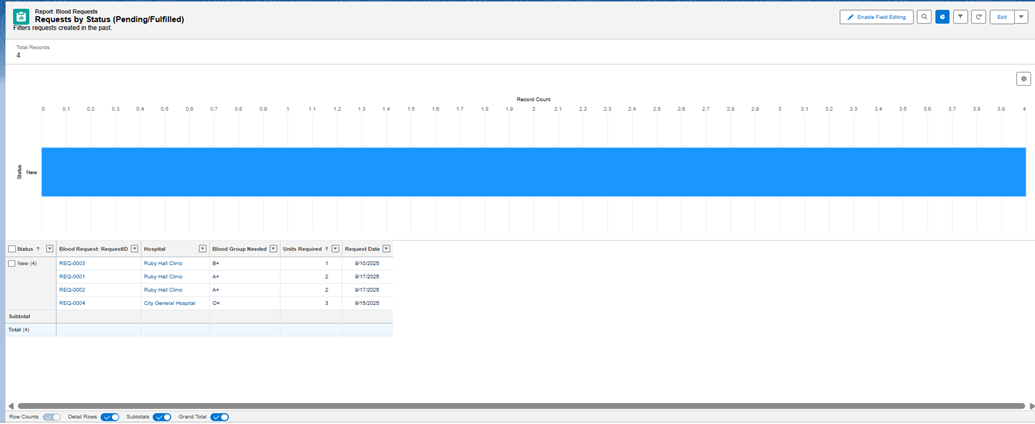 Report: Blood Requests
Requests by Status (Pending/Fulfilled)
Filters requests created in the past.
Enable Field Editing
Edit
Total Records
4
Record Count
0 0.1 0.2 0.3 0.4 0.5 0.6 0.7 0.8 0.9 1 1.1 1.2 1.3 1.4 1.5 1.6 1.7 1.8 1.9 2 2.1 2.2 2.3 2.4 2.5 2.6 2.7 2.8 2.9 3 3.1 3.2 3.3 3.4 3.5 3.6 3.7 3.8 3.9 4
Status
New
Status ↑ Blood Request: RequestID Hospital Blood Group Needed Units Required ↑ Request Date
New (4) REQ-0003 Ruby Hall Clinic B+ 1 9/10/2025
REQ-0001 Ruby Hall Clinic A+ 2 9/17/2025
REQ-0002 Ruby Hall Clinic A+ 2 9/17/2025
REQ-0004 City General Hospital O+ 3 9/15/2025
Subtotal
Total (4)
Row Counts Detail Rows Subtotals Grand Total